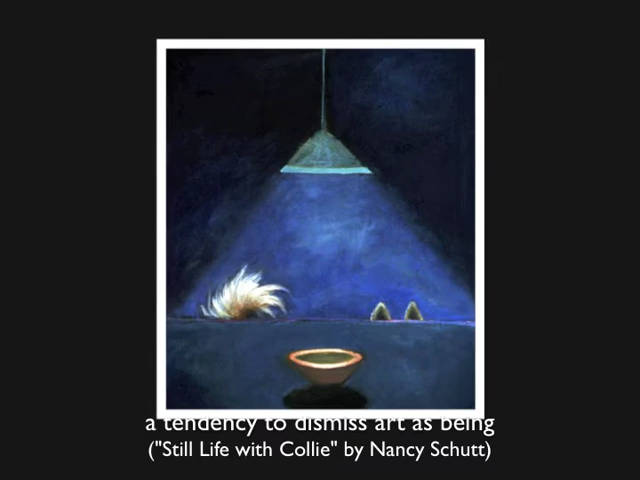 a tendency to dismiss art as being
("Still Life with Collie" by Nancy Schutt)